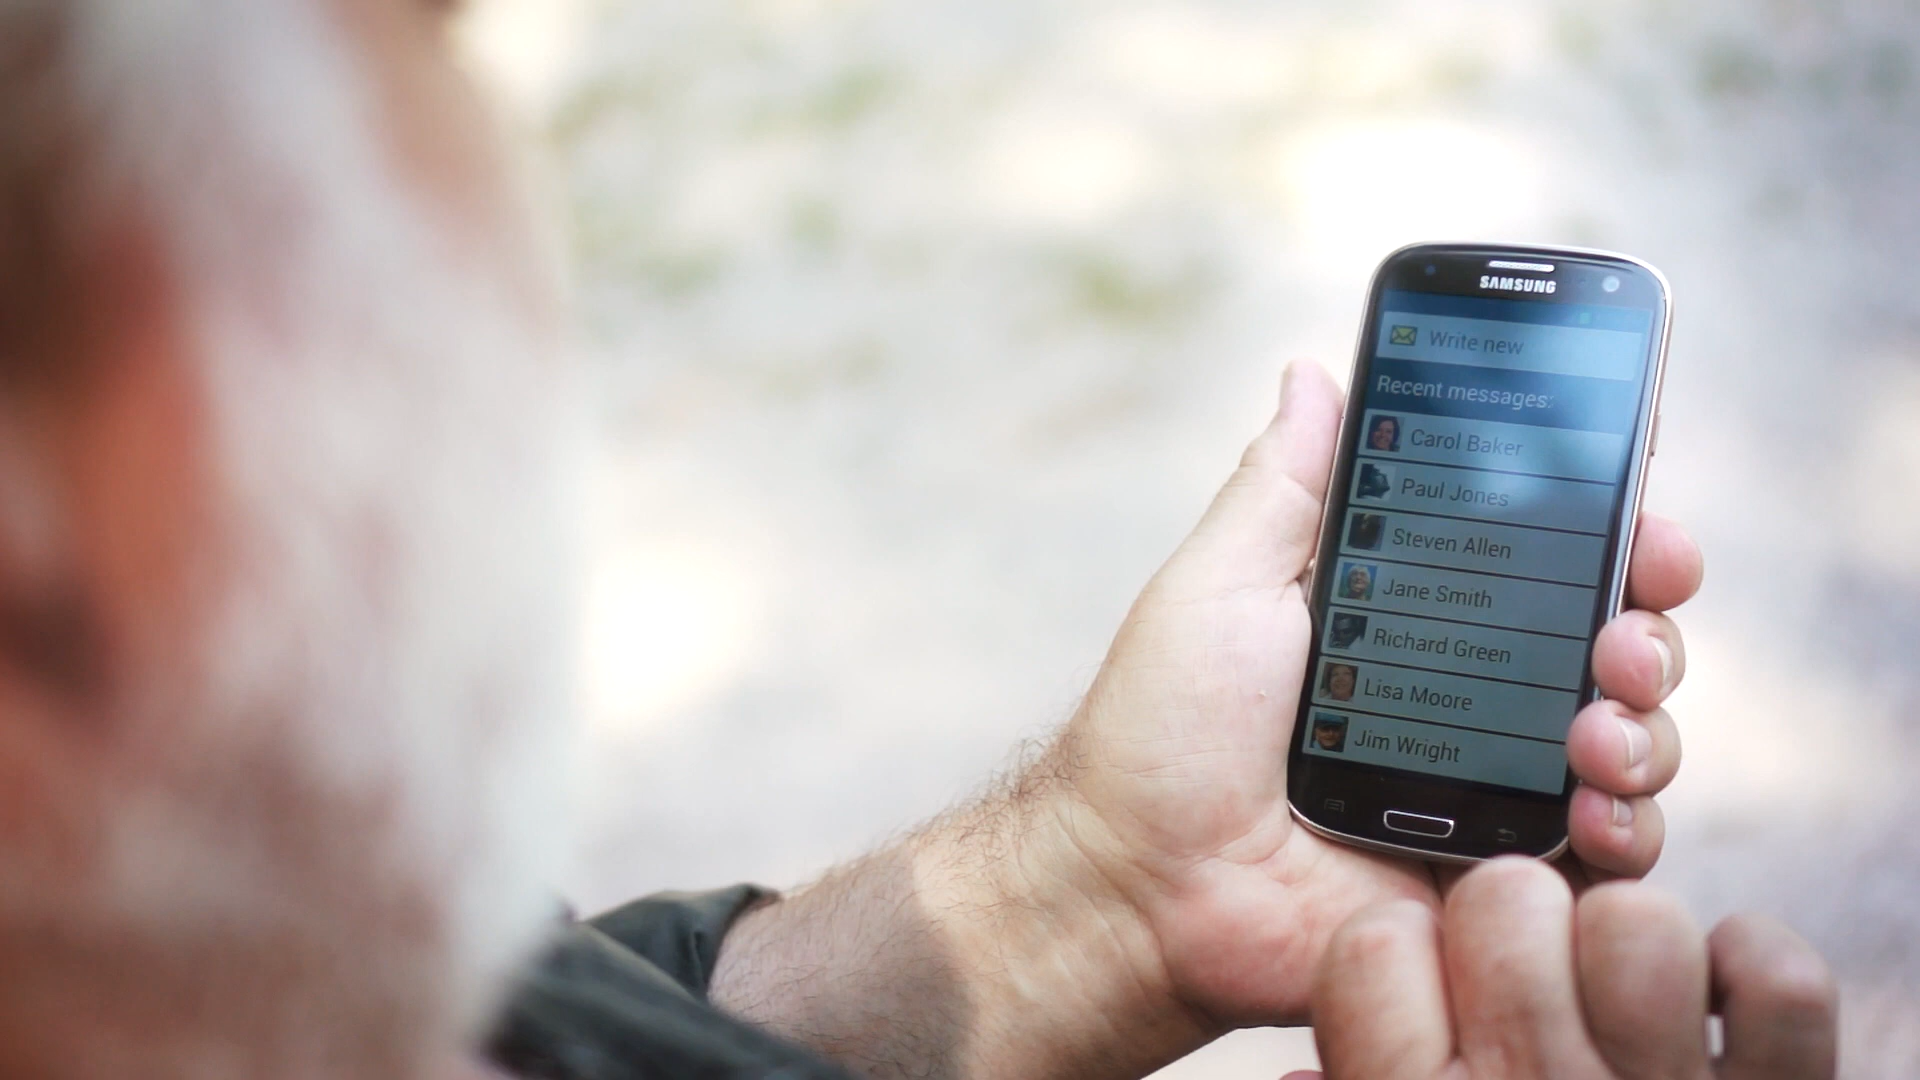 SAMSUNG
Write new
Recent messages:
Carol Baker
Paul Jones
Steven Allen
Jane Smith
Richard Green
Lisa Moore
Jim Wright